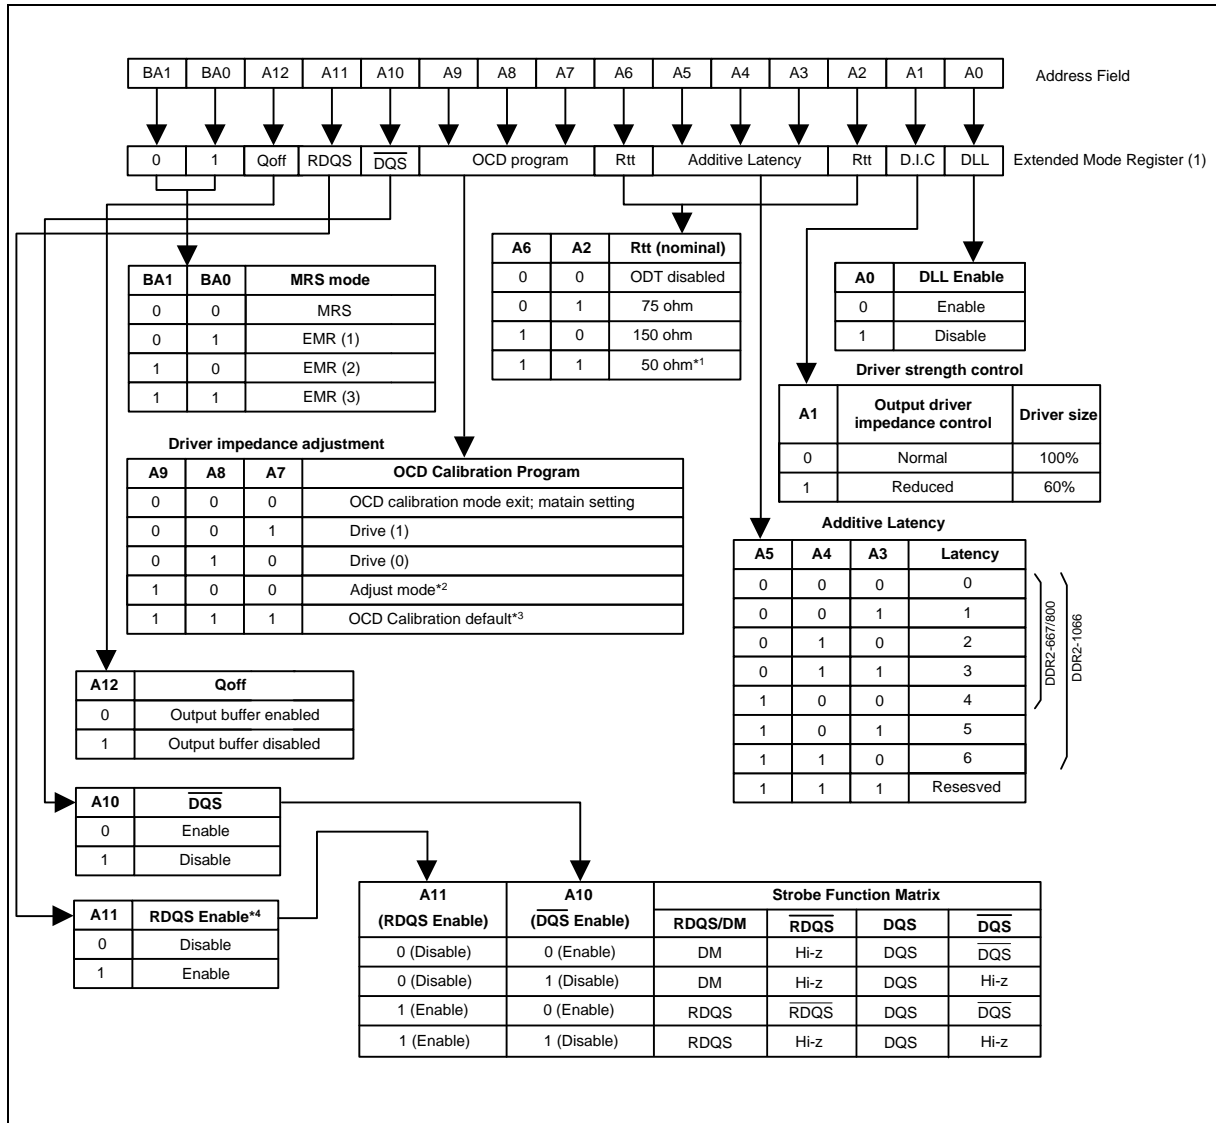 BA1 BA0 A12 A11 A10 A9 A8 A7 A6 A5 A4 A3 A2 A1 A0 Address Field
0 1 Qoff RDQS D̅Q̅S̅ OCD program Rtt Additive Latency Rtt D.I.C DLL Extended Mode Register (1)
BA1 BA0 MRS mode
0 0 MRS
0 1 EMR (1)
1 0 EMR (2)
1 1 EMR (3)
A6 A2 Rtt (nominal)
0 0 ODT disabled
0 1 75 ohm
1 0 150 ohm
1 1 50 ohm*1
A0 DLL Enable
0 Enable
1 Disable
Driver strength control
A1 Output driver impedance control Driver size
0 Normal 100%
1 Reduced 60%
Driver impedance adjustment
A9 A8 A7 OCD Calibration Program
0 0 0 OCD calibration mode exit; matain setting
0 0 1 Drive (1)
0 1 0 Drive (0)
1 0 0 Adjust mode*2
1 1 1 OCD Calibration default*3
Additive Latency
A5 A4 A3 Latency
0 0 0 0
0 0 1 1
0 1 0 2
0 1 1 3
1 0 0 4
1 0 1 5
1 1 0 6
1 1 1 Resesved
DDR2-667/800
DDR2-1066
A12 Qoff
0 Output buffer enabled
1 Output buffer disabled
A10 D̅Q̅S̅
0 Enable
1 Disable
A11 RDQS Enable*4
0 Disable
1 Enable
A11 (RDQS Enable) A10 (D̅Q̅S̅ Enable) Strobe Function Matrix
RDQS/DM R̅D̅Q̅S̅ DQS D̅Q̅S̅
0 (Disable) 0 (Enable) DM Hi-z DQS D̅Q̅S̅
0 (Disable) 1 (Disable) DM Hi-z DQS Hi-z
1 (Enable) 0 (Enable) RDQS R̅D̅Q̅S̅ DQS D̅Q̅S̅
1 (Enable) 1 (Disable) RDQS Hi-z DQS Hi-z